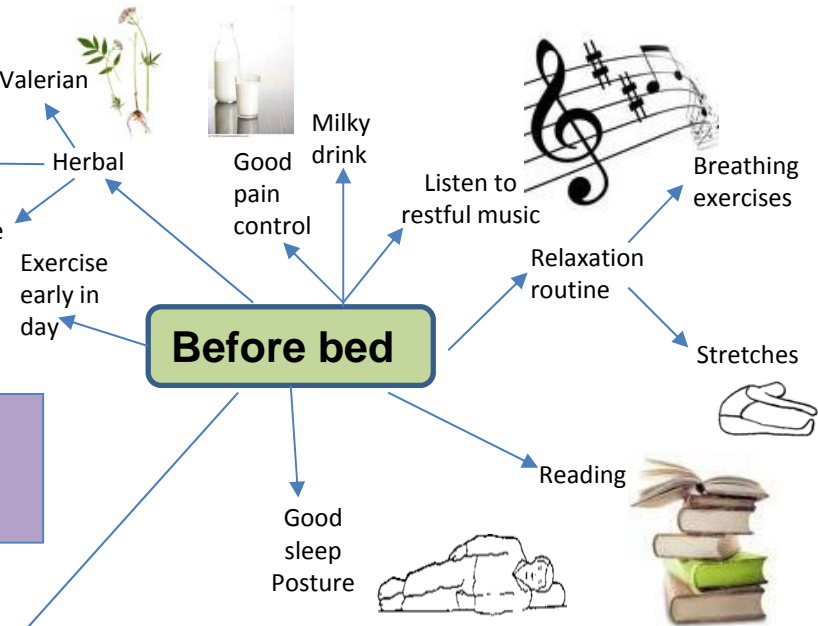 Valerian
Herbal
Good
pain
control
Milky
drink
Listen to
restful music
Breathing
exercises
Relaxation
routine
Stretches
Exercise
early in
day
Before bed
Reading
Good
sleep
Posture